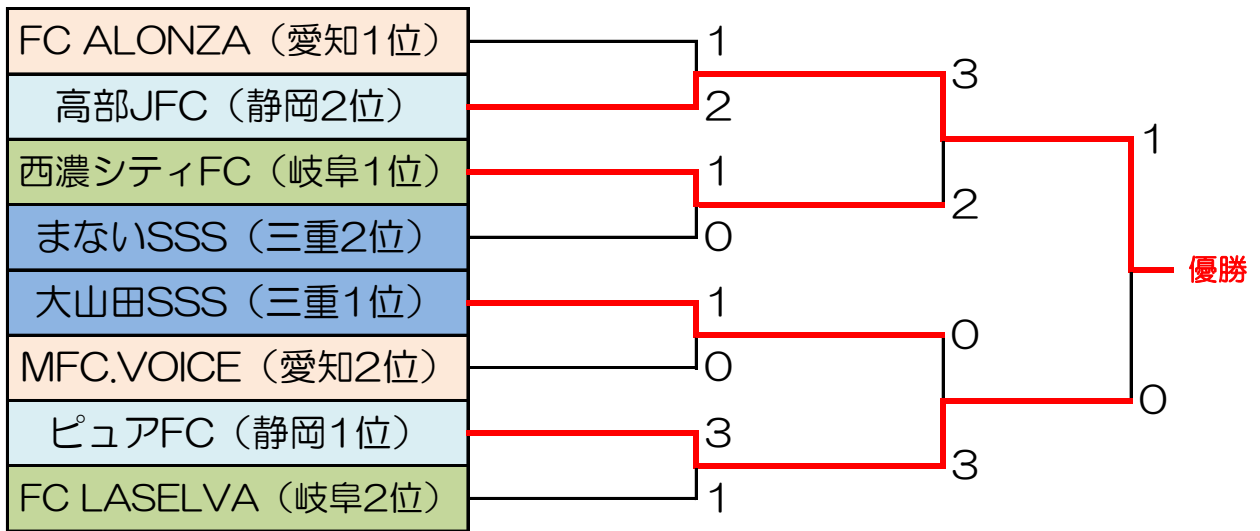 FC ALONZA（愛知1位）
高部JFC（静岡2位）
西濃シティFC（岐阜1位）
まないSSS（三重2位）
大山田SSS（三重1位）
MFC.VOICE（愛知2位）
ピュアFC（静岡1位）
FC LASELVA（岐阜2位）
1
2
1
0
1
0
3
1
3
2
0
3
1
0
優勝